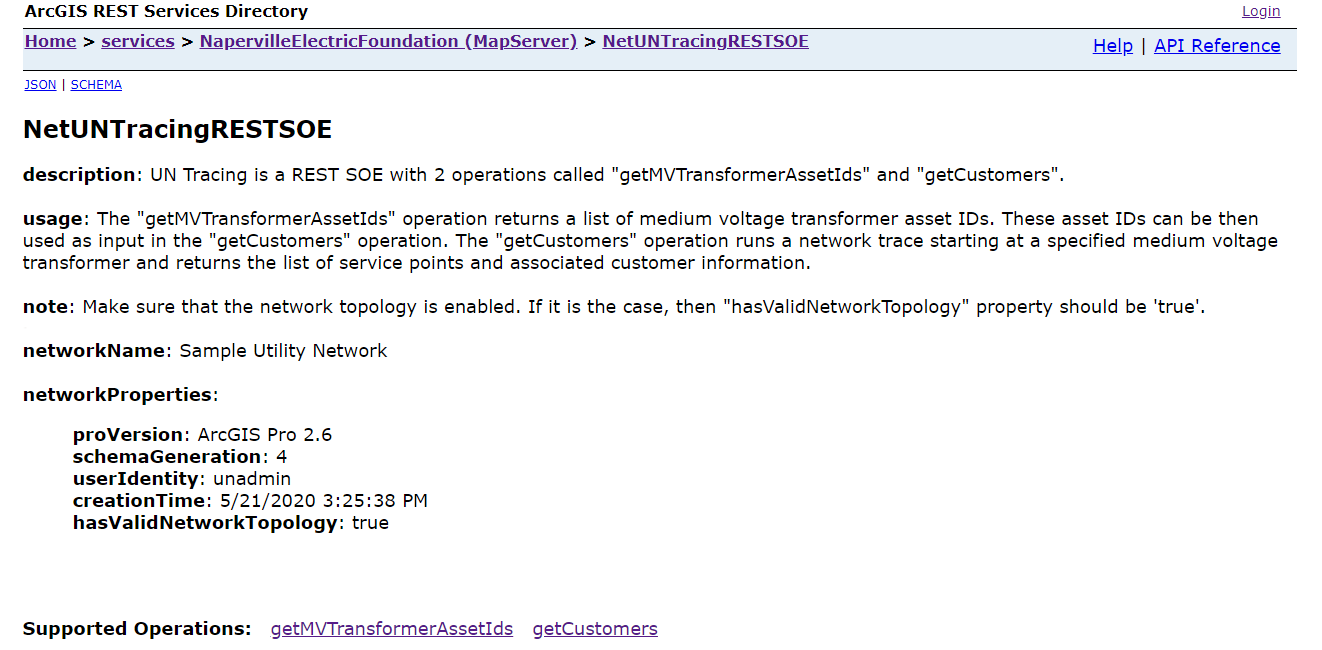 ArcGIS REST Services Directory
Login
Home > services > NapervilleElectricFoundation (MapServer) > NetUNTracingRESTSOE
Help | API Reference
JSON | SCHEMA
NetUNTracingRESTSOE
description: UN Tracing is a REST SOE with 2 operations called "getMVTransformerAssetIds" and "getCustomers".
usage: The "getMVTransformerAssetIds" operation returns a list of medium voltage transformer asset IDs. These asset IDs can be then
used as input in the "getCustomers" operation. The "getCustomers" operation runs a network trace starting at a specified medium voltage
transformer and returns the list of service points and associated customer information.
note: Make sure that the network topology is enabled. If it is the case, then "hasValidNetworkTopology" property should be 'true'.
networkName: Sample Utility Network
networkProperties:
proVersion: ArcGIS Pro 2.6
schemaGeneration: 4
userIdentity: unadmin
creationTime: 5/21/2020 3:25:38 PM
hasValidNetworkTopology: true
Supported Operations: getMVTransformerAssetIds getCustomers